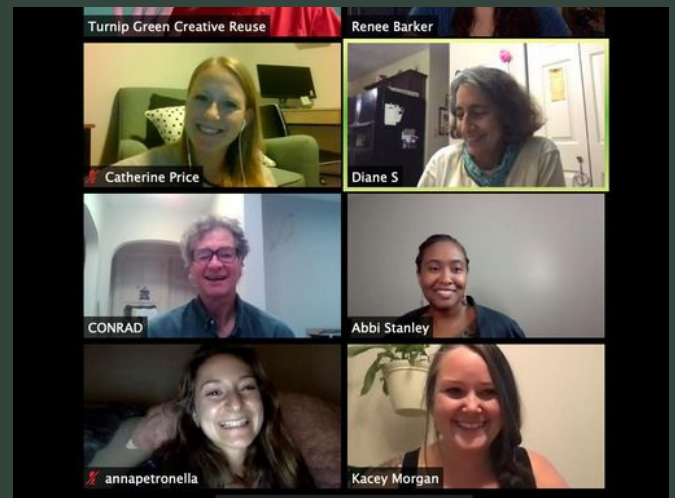 Turnip Green Creative Reuse
Renee Barker
Catherine Price
Diane S
CONRAD
Abbi Stanley
annapetronella
Kacey Morgan